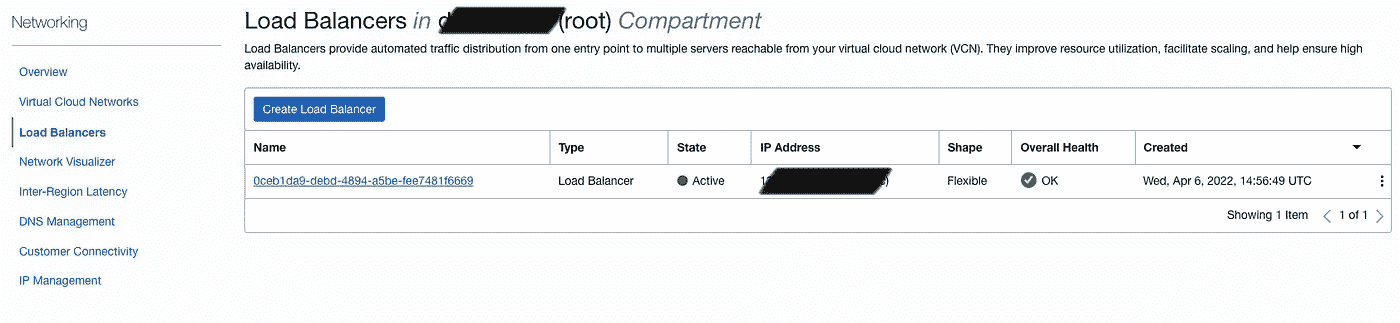 Networking
Overview
Virtual Cloud Networks
Load Balancers
Network Visualizer
Inter-Region Latency
DNS Management
Customer Connectivity
IP Management
Load Balancers in (root) Compartment
Load Balancers provide automated traffic distribution from one entry point to multiple servers reachable from your virtual cloud network (VCN). They improve resource utilization, facilitate scaling, and help ensure high
availability.
Create Load Balancer
Name Type State IP Address Shape Overall Health Created
0ceb1da9-debd-4894-a5be-fee7481f6669 Load Balancer Active Flexible OK Wed, Apr 6, 2022, 14:56:49 UTC
Showing 1 Item 1 of 1